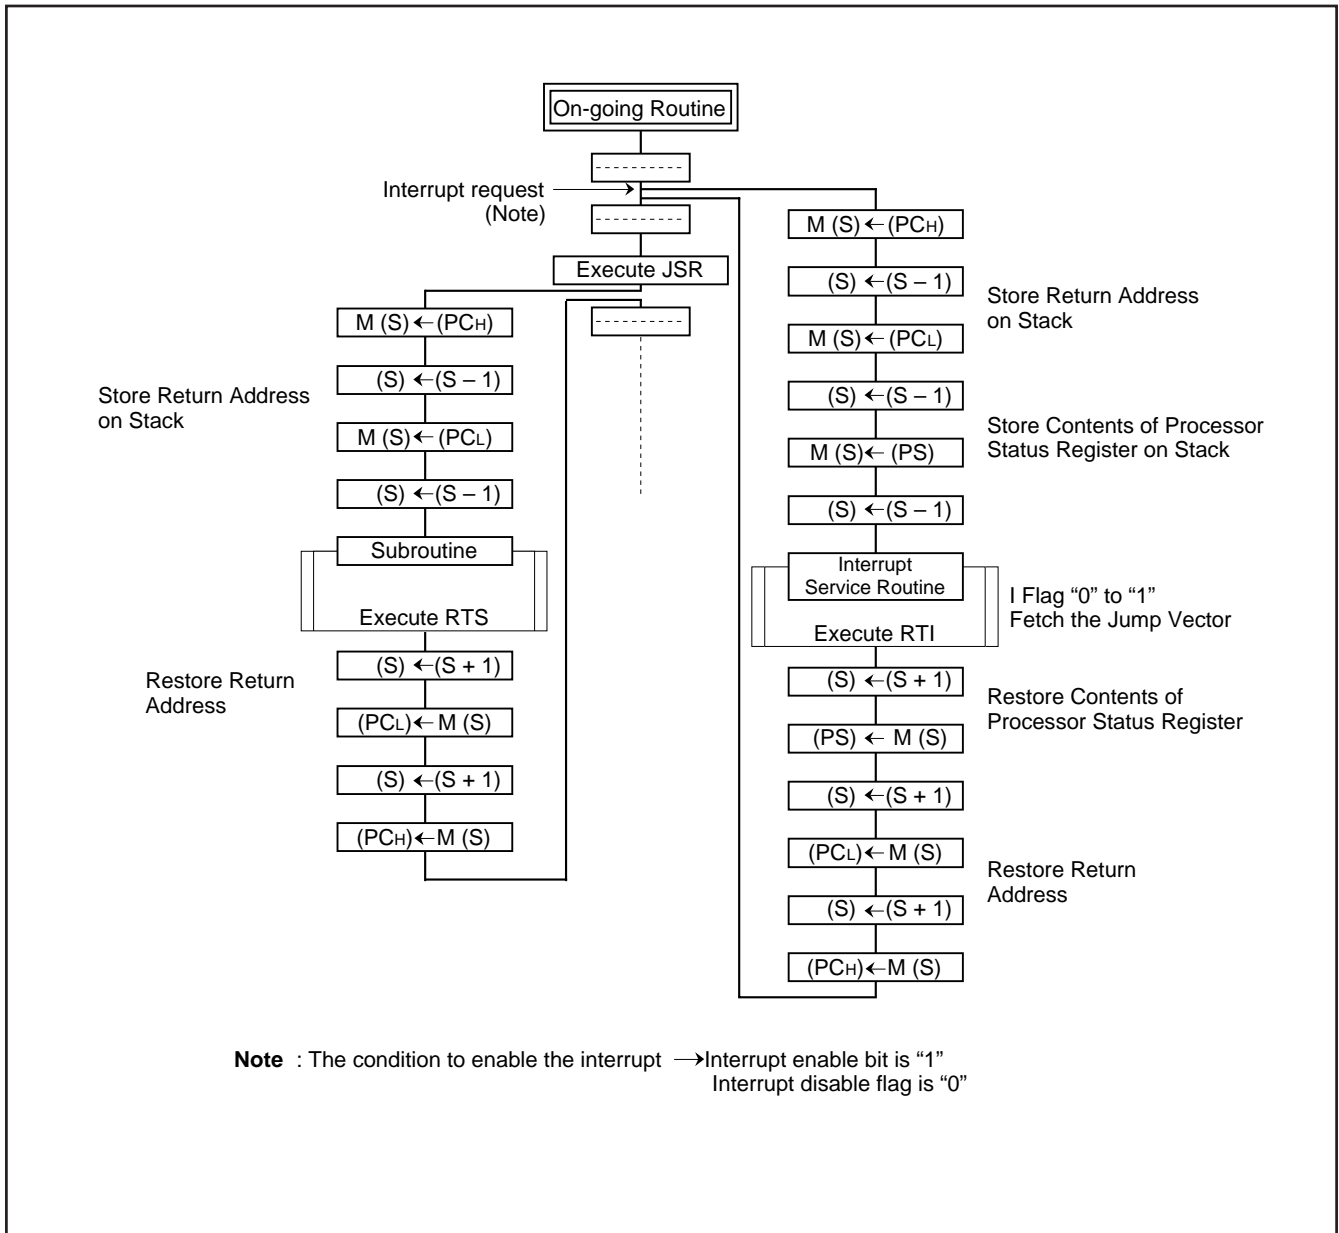 On-going Routine
Interrupt request
(Note)
Execute JSR
M (S) ← (PCH)
(S) ← (S – 1)
M (S) ← (PCL)
(S) ← (S – 1)
Store Return Address
on Stack
Subroutine
Execute RTS
(S) ← (S + 1)
(PCL) ← M (S)
(S) ← (S + 1)
(PCH) ← M (S)
Restore Return
Address
M (S) ← (PCH)
(S) ← (S – 1)
M (S) ← (PCL)
(S) ← (S – 1)
M (S) ← (PS)
(S) ← (S – 1)
Store Return Address
on Stack
Store Contents of Processor
Status Register on Stack
Interrupt
Service Routine
Execute RTI
I Flag “0” to “1”
Fetch the Jump Vector
(S) ← (S + 1)
(PS) ← M (S)
(S) ← (S + 1)
(PCL) ← M (S)
(S) ← (S + 1)
(PCH) ← M (S)
Restore Contents of
Processor Status Register
Restore Return
Address
Note : The condition to enable the interrupt → Interrupt enable bit is “1”
Interrupt disable flag is “0”